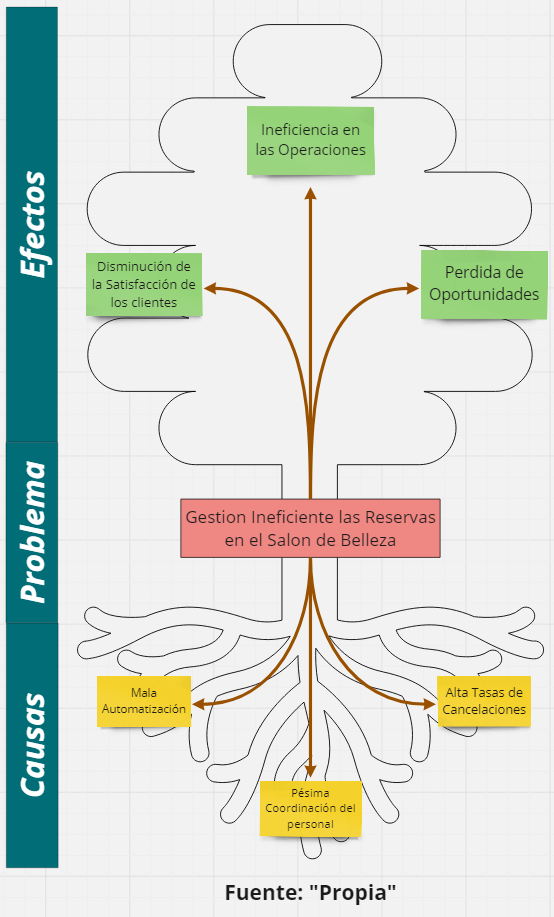 Efectos
Ineficiencia en
las Operaciones
Disminución de
la Satisfacción de
los clientes
Perdida de
Oportunidades
Problema
Gestion Ineficiente las Reservas
en el Salon de Belleza
Causas
Mala
Automatización
Alta Tasas de
Cancelaciones
Pésima
Coordinación del
personal
Fuente: "Propia"